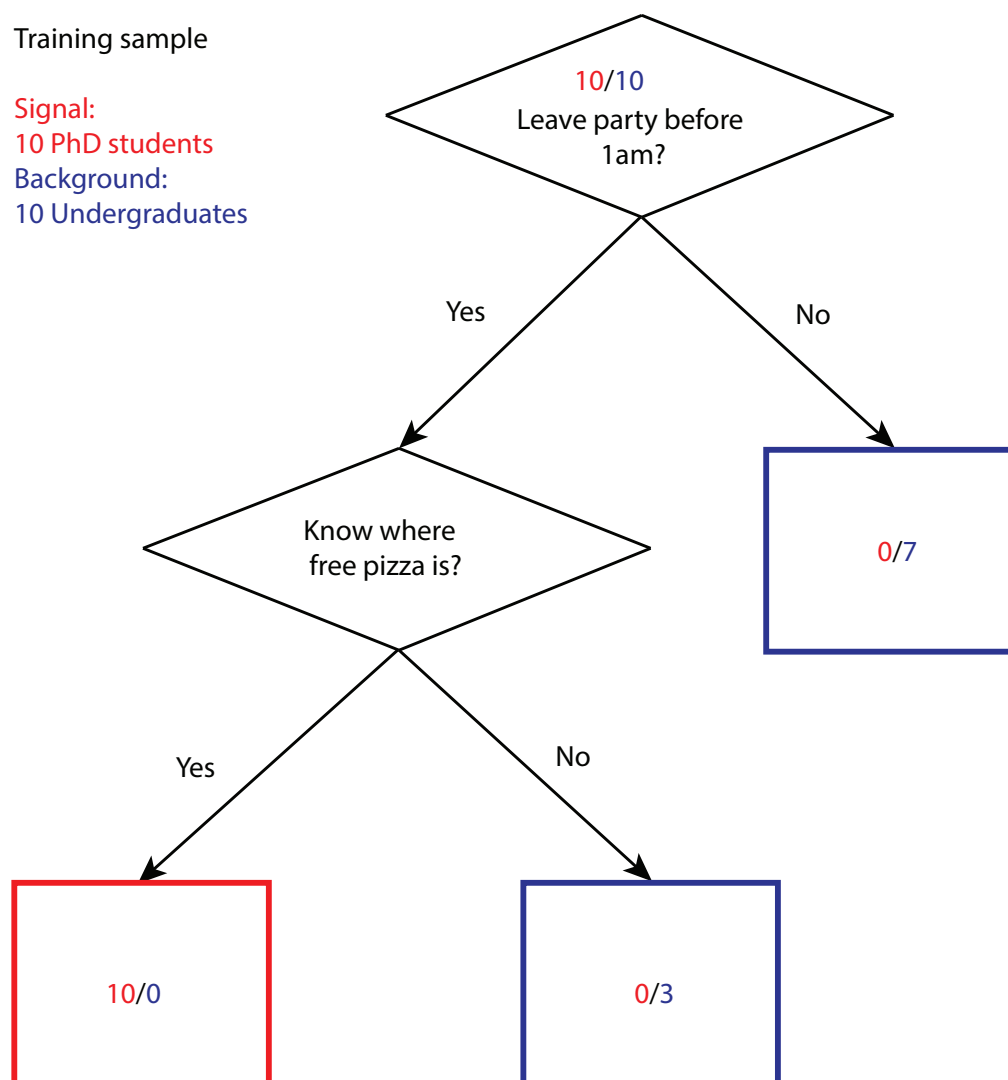 Training sample
Signal:
10 PhD students
Background:
10 Undergraduates
10/10
Leave party before
1am?
Yes
No
Know where
free pizza is?
0/7
Yes
No
10/0
0/3